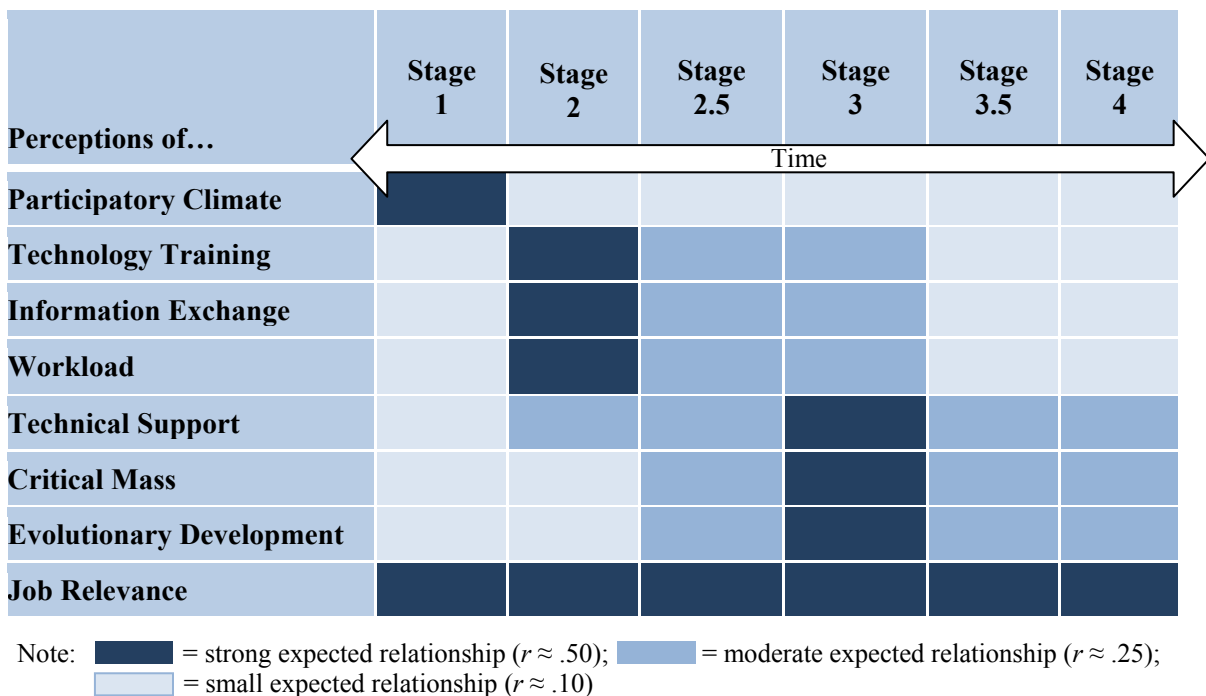 Perceptions of…
Stage 1
Stage 2
Stage 2.5
Stage 3
Stage 3.5
Stage 4
Time
Participatory Climate
Technology Training
Information Exchange
Workload
Technical Support
Critical Mass
Evolutionary Development
Job Relevance
Note: = strong expected relationship (r ≈ .50); = moderate expected relationship (r ≈ .25);
= small expected relationship (r ≈ .10)